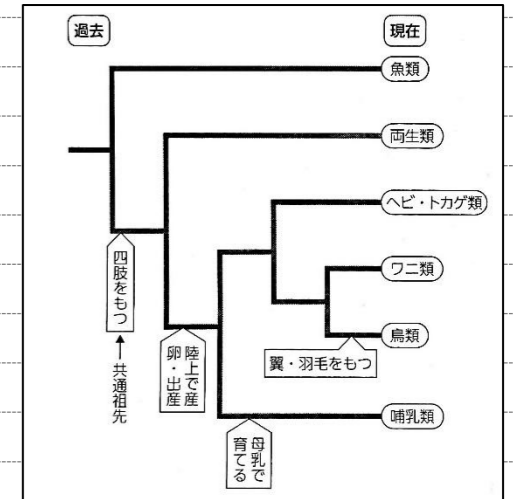 過去
現在
魚類
両生類
ヘビ・トカゲ類
ワニ類
鳥類
翼・羽毛をもつ
哺乳類
四肢をもつ
共通祖先
陸上で産
卵・出産
母乳で
育てる